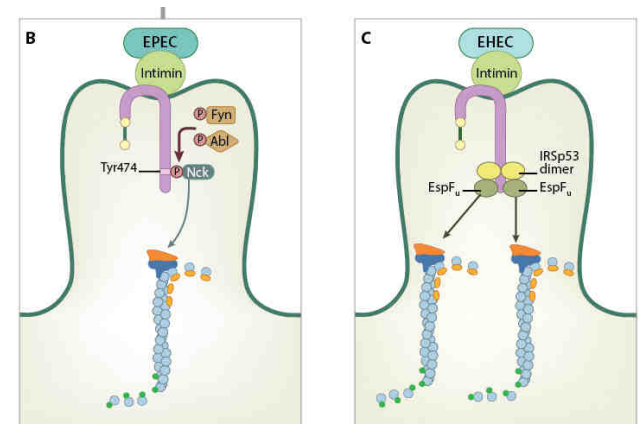 B
EPEC
Intimin
P Fyn
P Abl
Tyr474
P Nck
C
EHEC
Intimin
IRSp53
dimer
EspFu
EspFu